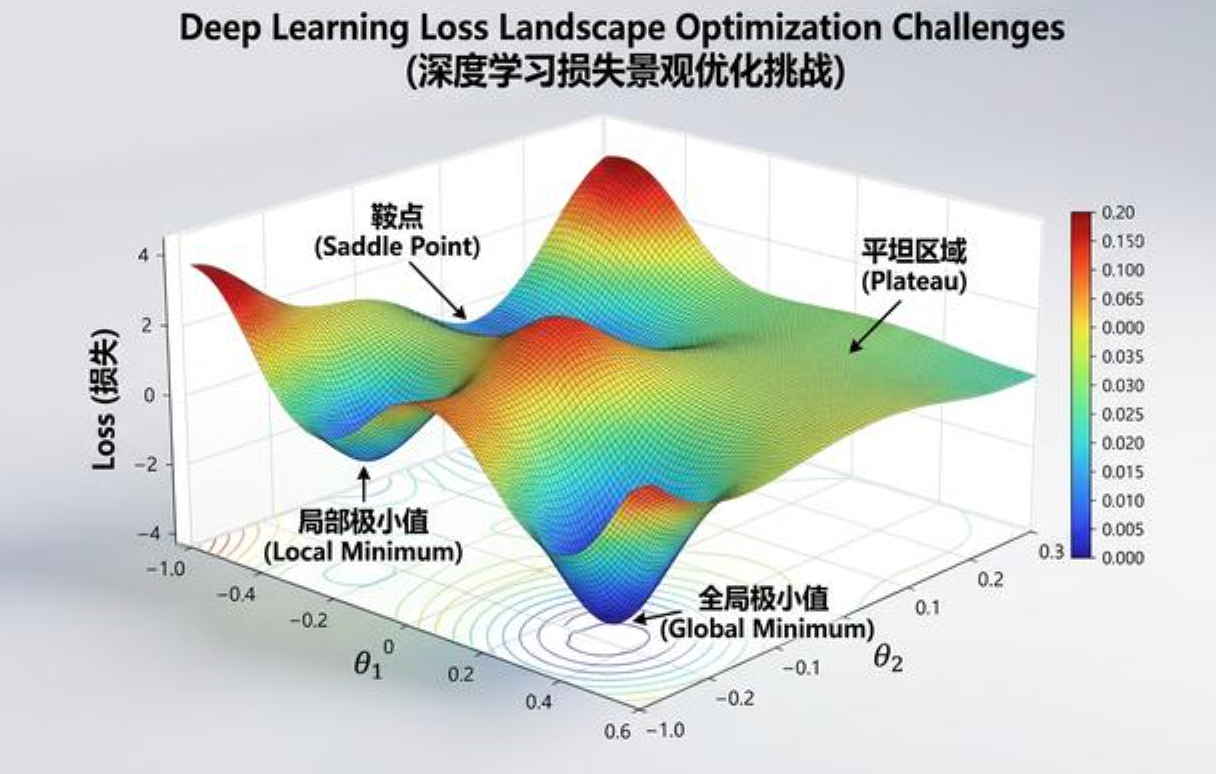 Deep Learning Loss Landscape Optimization Challenges
(深度学习损失景观优化挑战)
鞍点
(Saddle Point)
平坦区域
(Plateau)
局部极小值
(Local Minimum)
全局极小值
(Global Minimum)
Loss (损失)
4
2
0
−2
−4
−1.0
−0.4
−0.2
0
0.2
0.4
0.6
θ1
−1.0
−0.2
−0.1
0.1
0.2
0.3
θ2
0.20
0.150
0.100
0.065
0.000
0.035
0.030
0.025
0.020
0.015
0.010
0.005
0.000